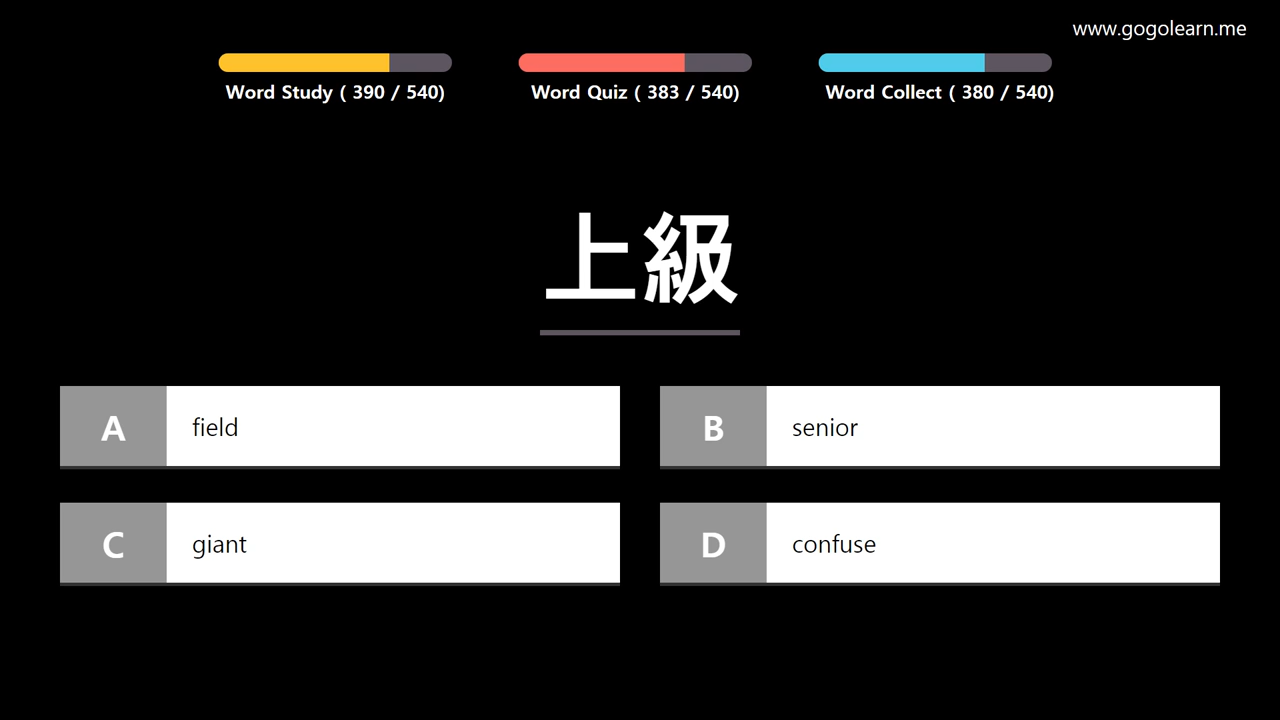 www.gogolearn.me
Word Study ( 390 / 540)
Word Quiz ( 383 / 540)
Word Collect ( 380 / 540)
上級
A field
B senior
C giant
D confuse